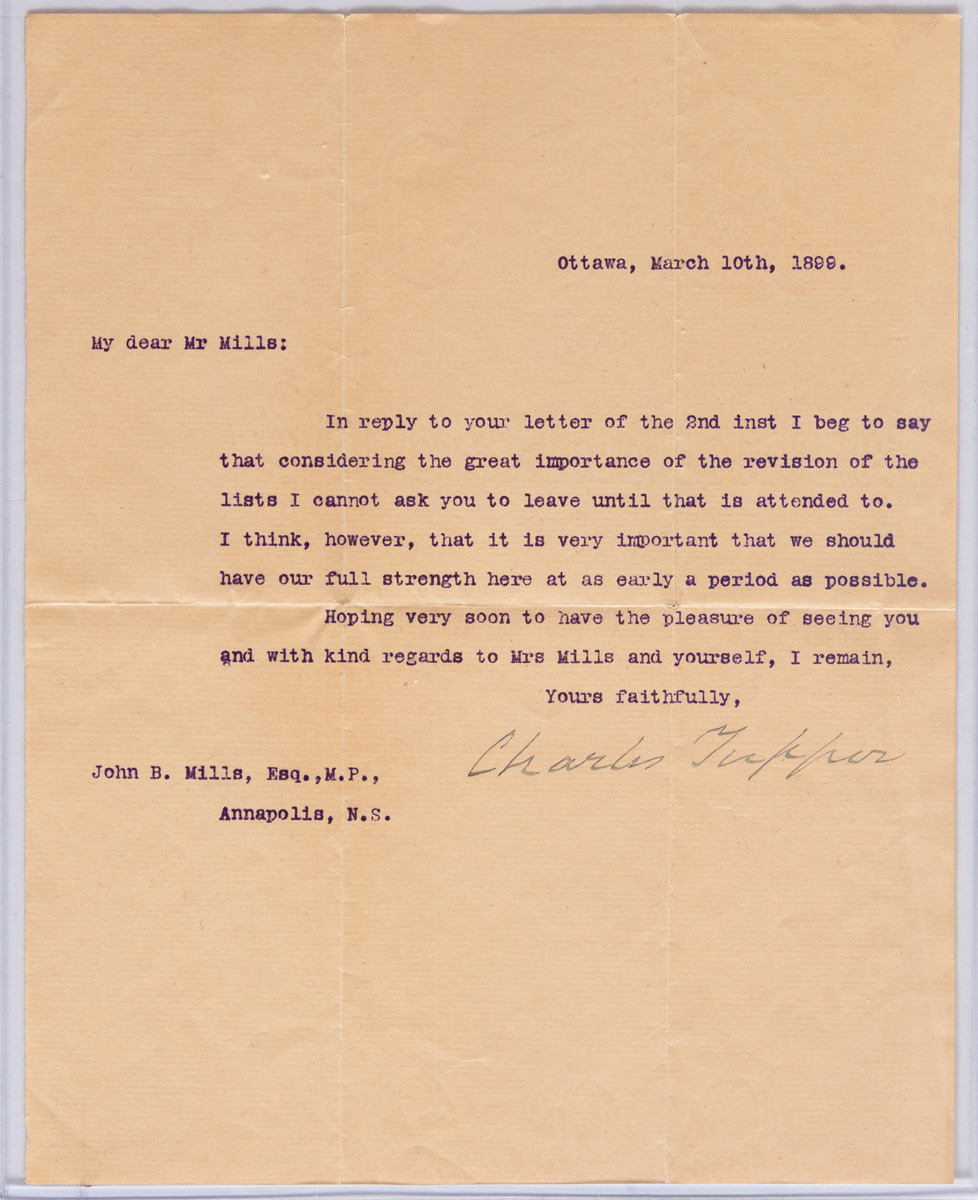 Ottawa, March 10th, 1899.
My dear Mr Mills:
In reply to your letter of the 2nd inst I beg to say
that considering the great importance of the revision of the
lists I cannot ask you to leave until that is attended to.
I think, however, that it is very important that we should
have our full strength here at as early a period as possible.
Hoping very soon to have the pleasure of seeing you
and with kind regards to Mrs Mills and yourself, I remain,
Yours faithfully,
Charles Tupper
John B. Mills, Esq.,M.P.,
Annapolis, N.S.